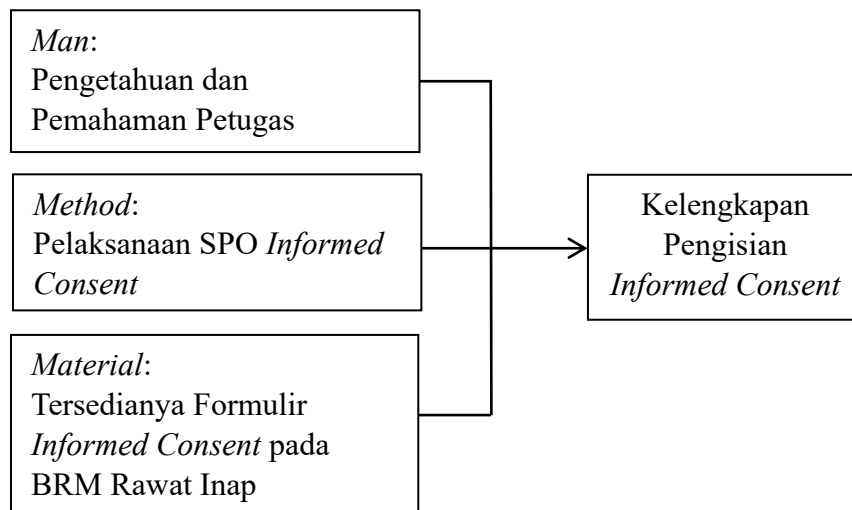 Man:
Pengetahuan dan
Pemahaman Petugas
Method:
Pelaksanaan SPO Informed
Consent
Material:
Tersedianya Formulir
Informed Consent pada
BRM Rawat Inap
Kelengkapan
Pengisian
Informed Consent